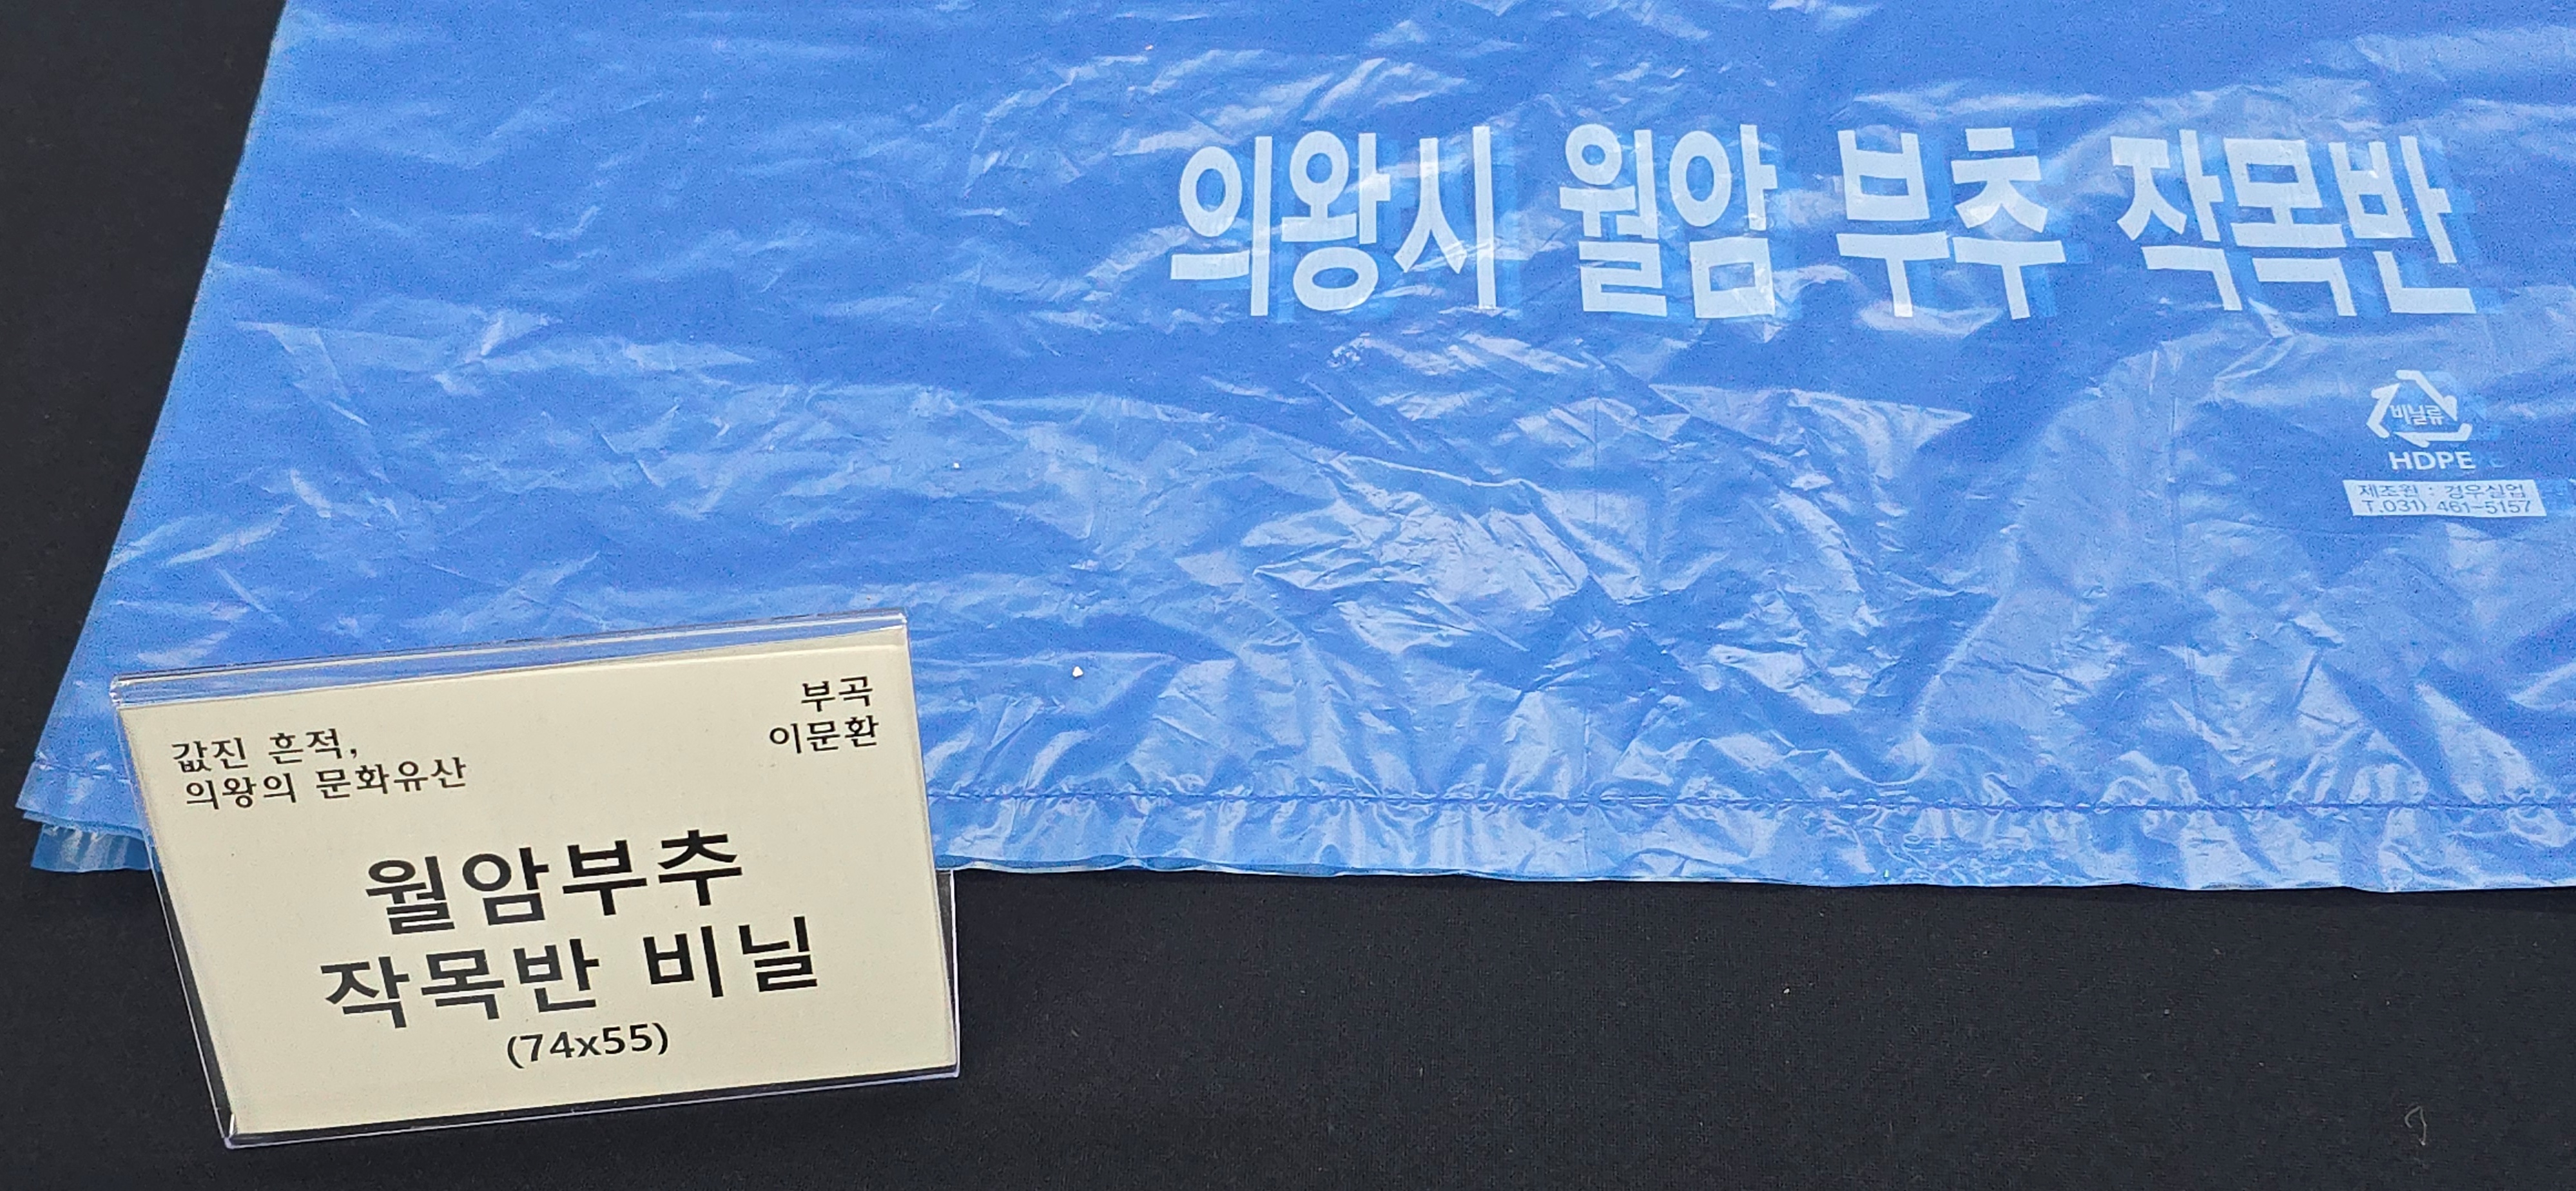 의왕시 월암 부추 작목반
비닐류
HDPE
제조원 : 경우실업
T.031) 461-5157
값진 흔적,
의왕의 문화유산
부곡
이문환
월암부추
작목반 비닐
(74x55)